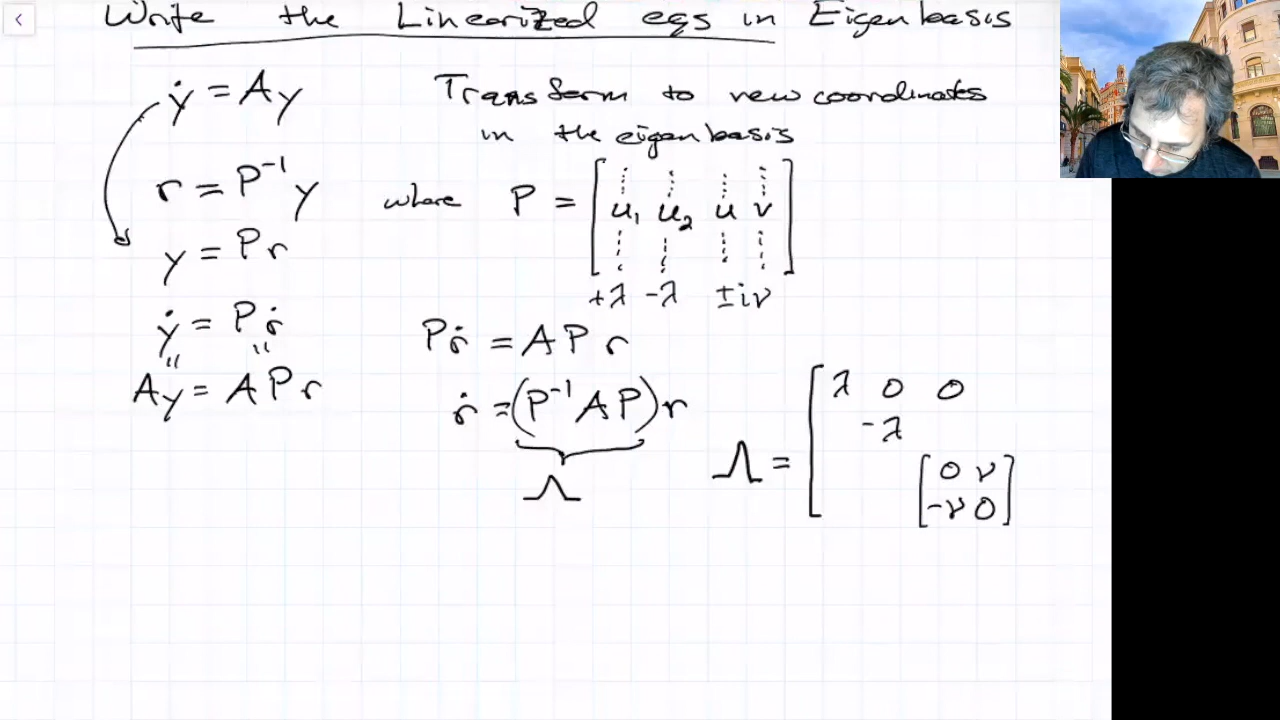 Write the Linearized eqs in Eigenbasis
ẏ = Ay Transform to new coordinates
in the eigenbasis
r = P⁻¹y where P = [u₁ u₂ u v]
+λ -λ ±iν
y = Pr
ẏ = Pṙ
" "
Ay = APr
Pṙ = APr
ṙ = (P⁻¹AP)r
Λ
Λ = [λ 0 0
-λ
[0 ν
-ν 0]